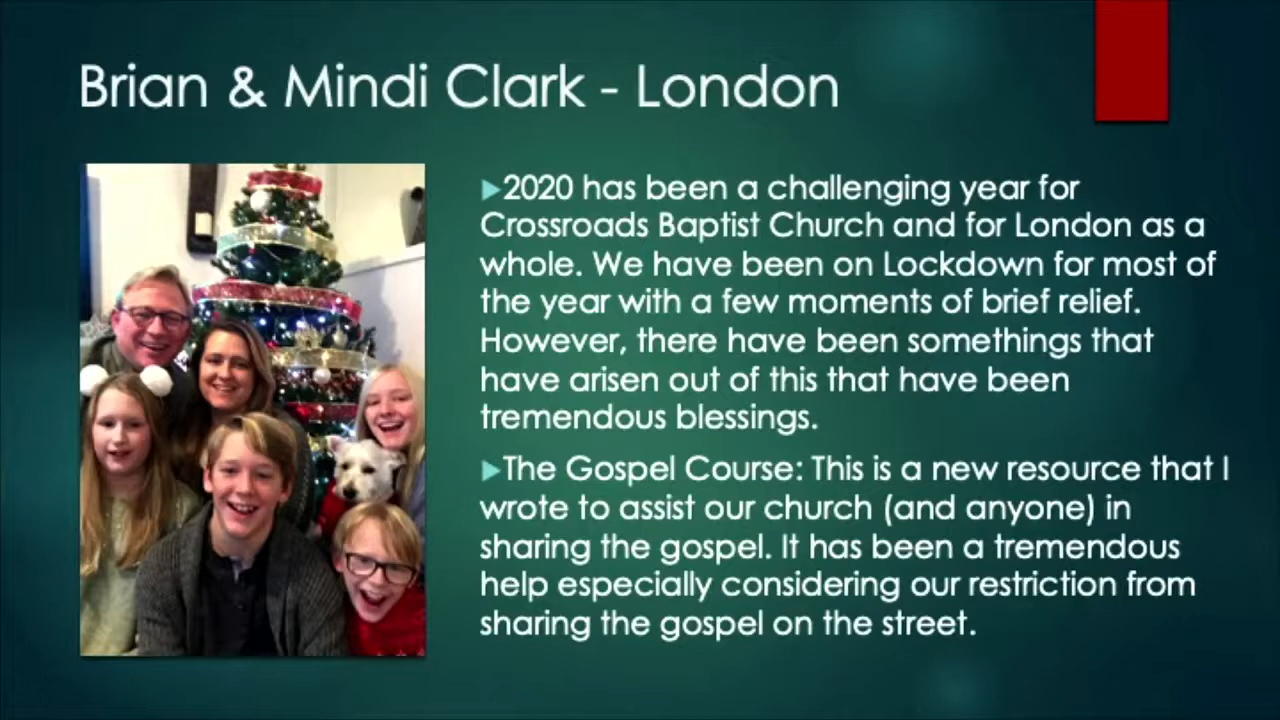 Brian & Mindi Clark - London
▶2020 has been a challenging year for
Crossroads Baptist Church and for London as a
whole. We have been on Lockdown for most of
the year with a few moments of brief relief.
However, there have been somethings that
have arisen out of this that have been
tremendous blessings.
▶The Gospel Course: This is a new resource that I
wrote to assist our church (and anyone) in
sharing the gospel. It has been a tremendous
help especially considering our restriction from
sharing the gospel on the street.